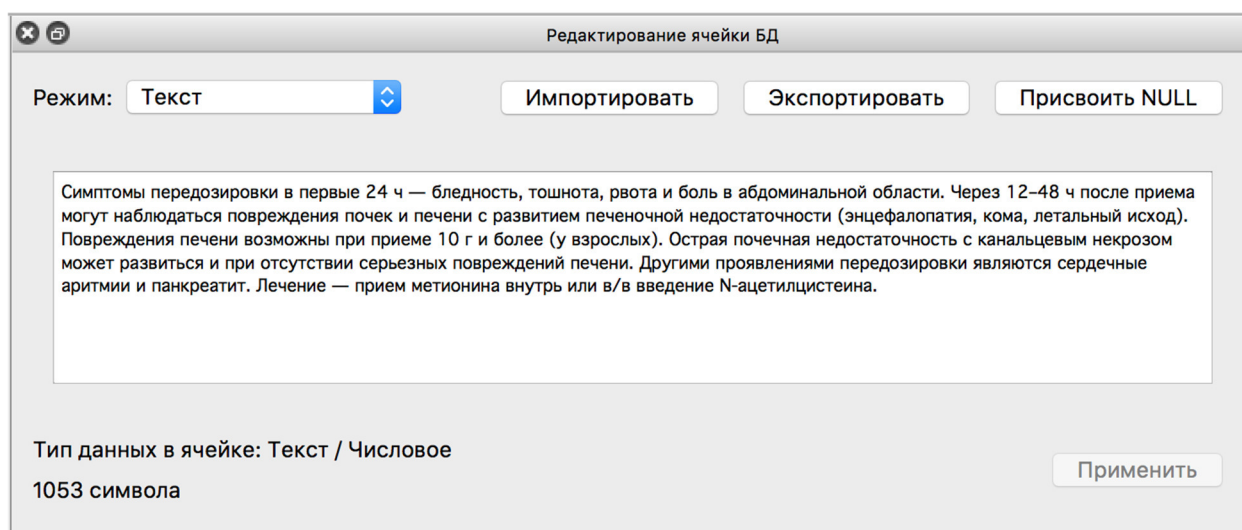 Редактирование ячейки БД
Режим: Текст Импортировать Экспортировать Присвоить NULL
Симптомы передозировки в первые 24 ч — бледность, тошнота, рвота и боль в абдоминальной области. Через 12–48 ч после приема
могут наблюдаться повреждения почек и печени с развитием печеночной недостаточности (энцефалопатия, кома, летальный исход).
Повреждения печени возможны при приеме 10 г и более (у взрослых). Острая почечная недостаточность с канальцевым некрозом
может развиться и при отсутствии серьезных повреждений печени. Другими проявлениями передозировки являются сердечные
аритмии и панкреатит. Лечение — прием метионина внутрь или в/в введение N-ацетилцистеина.
Тип данных в ячейке: Текст / Числовое
Применить
1053 символа